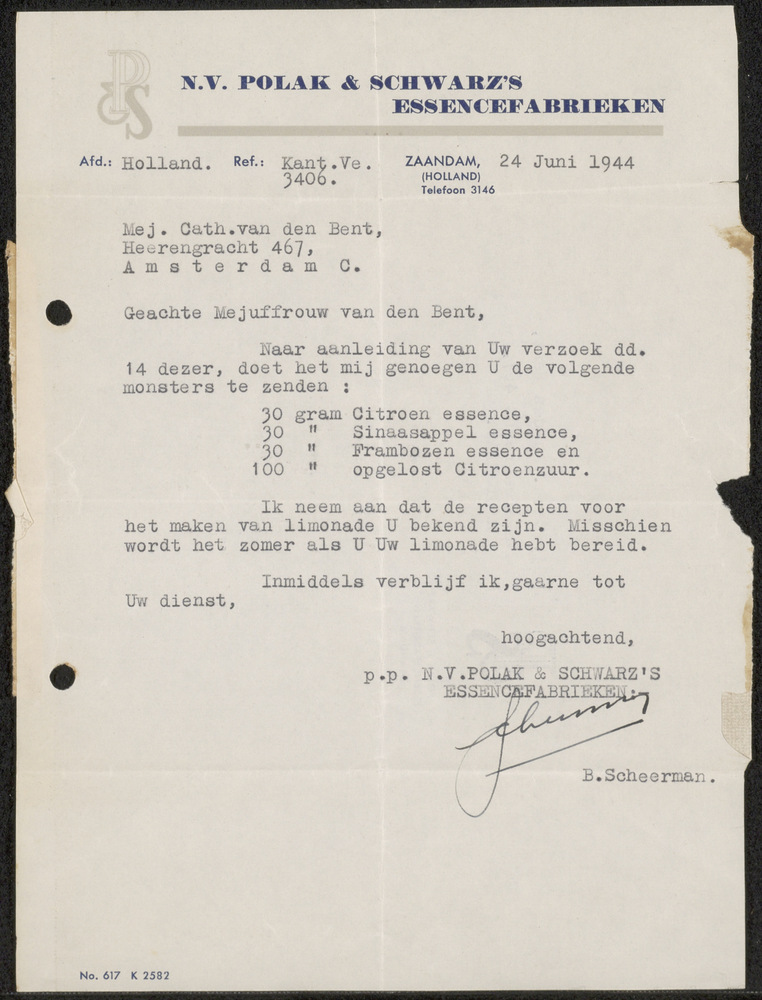 P&S
N.V. POLAK & SCHWARZ'S
ESSENCEFABRIEKEN
Afd.: Holland. Ref.: Kant.Ve. ZAANDAM, 24 Juni 1944
3406. (HOLLAND)
Telefoon 3146
Mej. Cath.van den Bent,
Heerengracht 467,
A m s t e r d a m C.
Geachte Mejuffrouw van den Bent,
Naar aanleiding van Uw verzoek dd.
14 dezer, doet het mij genoegen U de volgende
monsters te zenden :
30 gram Citroen essence,
30 " Sinaasappel essence,
30 " Frambozen essence en
100 " opgelost Citroenzuur.
Ik neem aan dat de recepten voor
het maken van limonade U bekend zijn. Misschien
wordt het zomer als U Uw limonade hebt bereid.
Inmiddels verblijf ik,gaarne tot
Uw dienst,
hoogachtend,
p.p. N.V.POLAK & SCHWARZ'S
ESSENCEFABRIEKEN:
B.Scheerman.
No. 617 K 2582